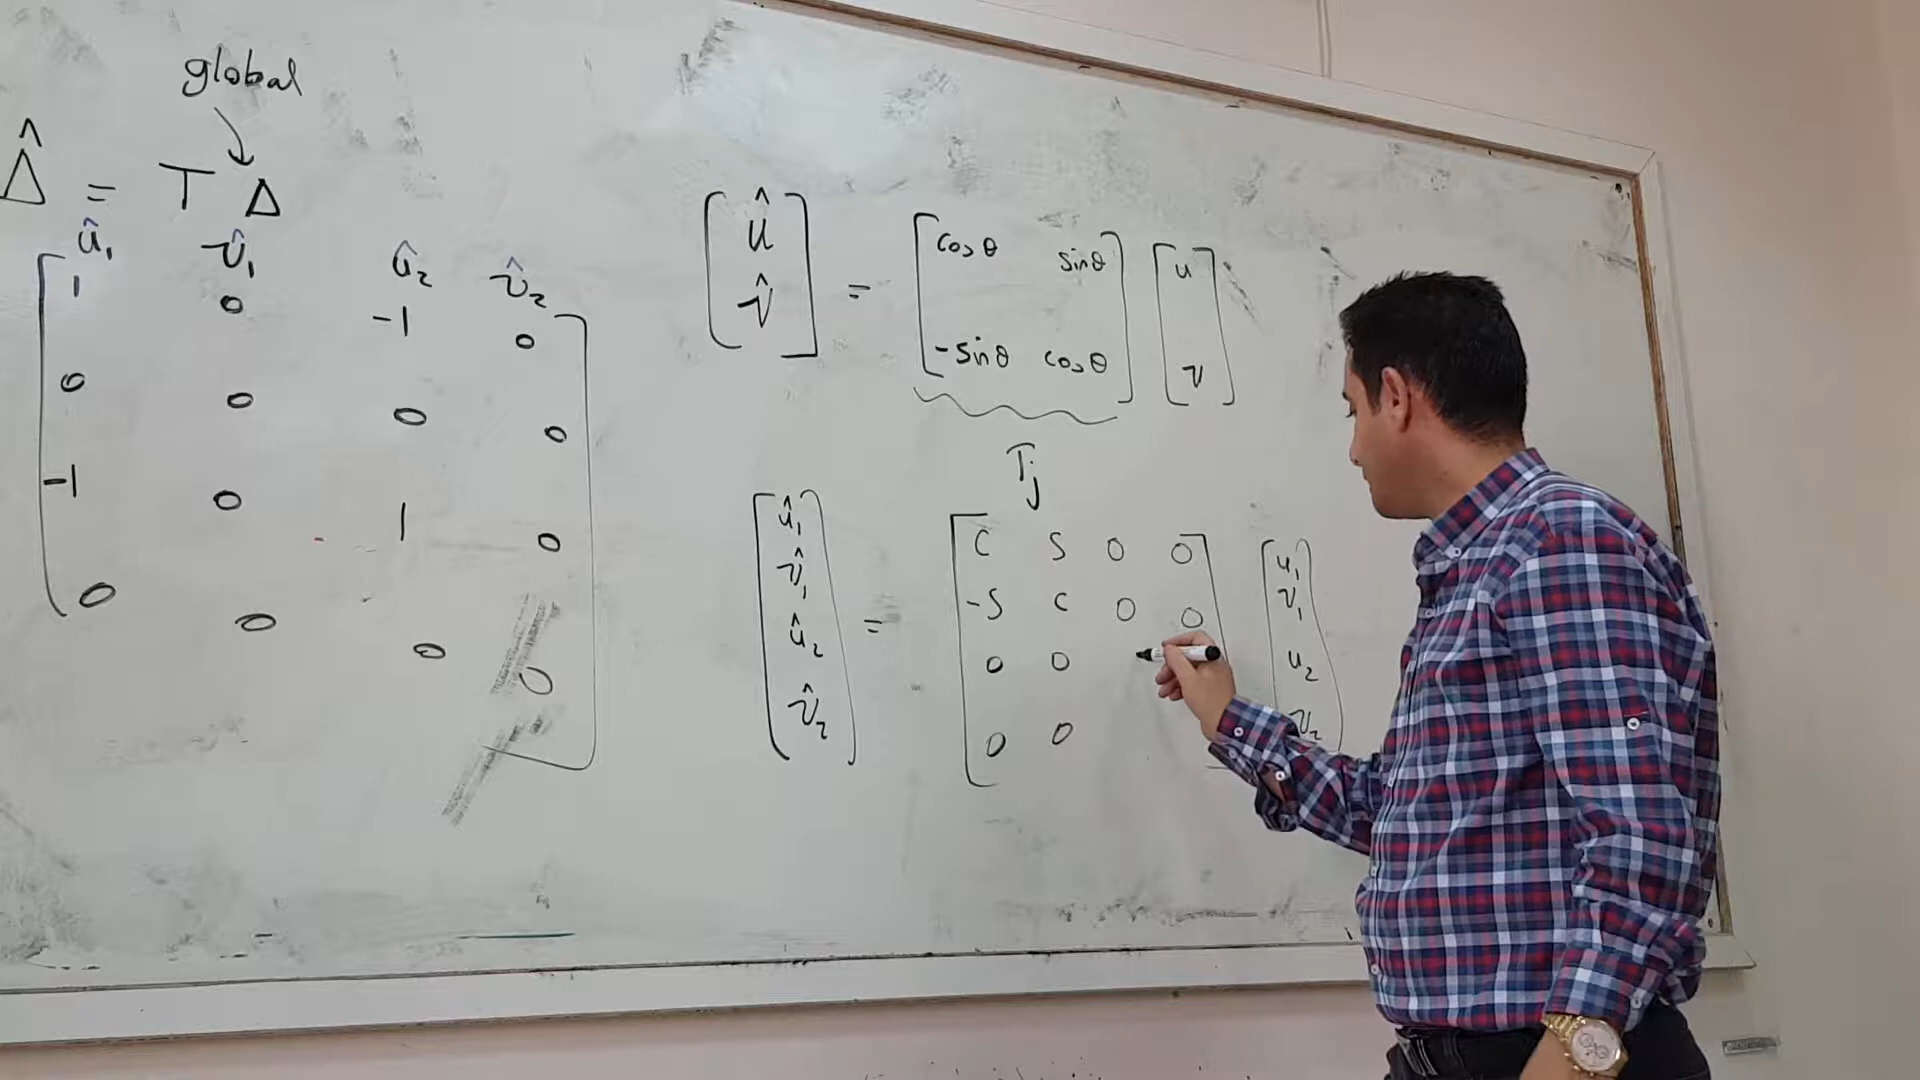 global
Δ̂ = T Δ
û₁ v̂₁ û₂ v̂₂
1 0 -1 0
0 0 0 0
-1 0 1 0
0 0 0 0
[û v̂] = [cosθ sinθ
-sinθ cosθ] [u v]
Tj
[û₁ v̂₁ û₂ v̂₂] = [C S 0 0
-S C 0 0
0 0
0 0] [u₁ v₁ u₂ v₂]